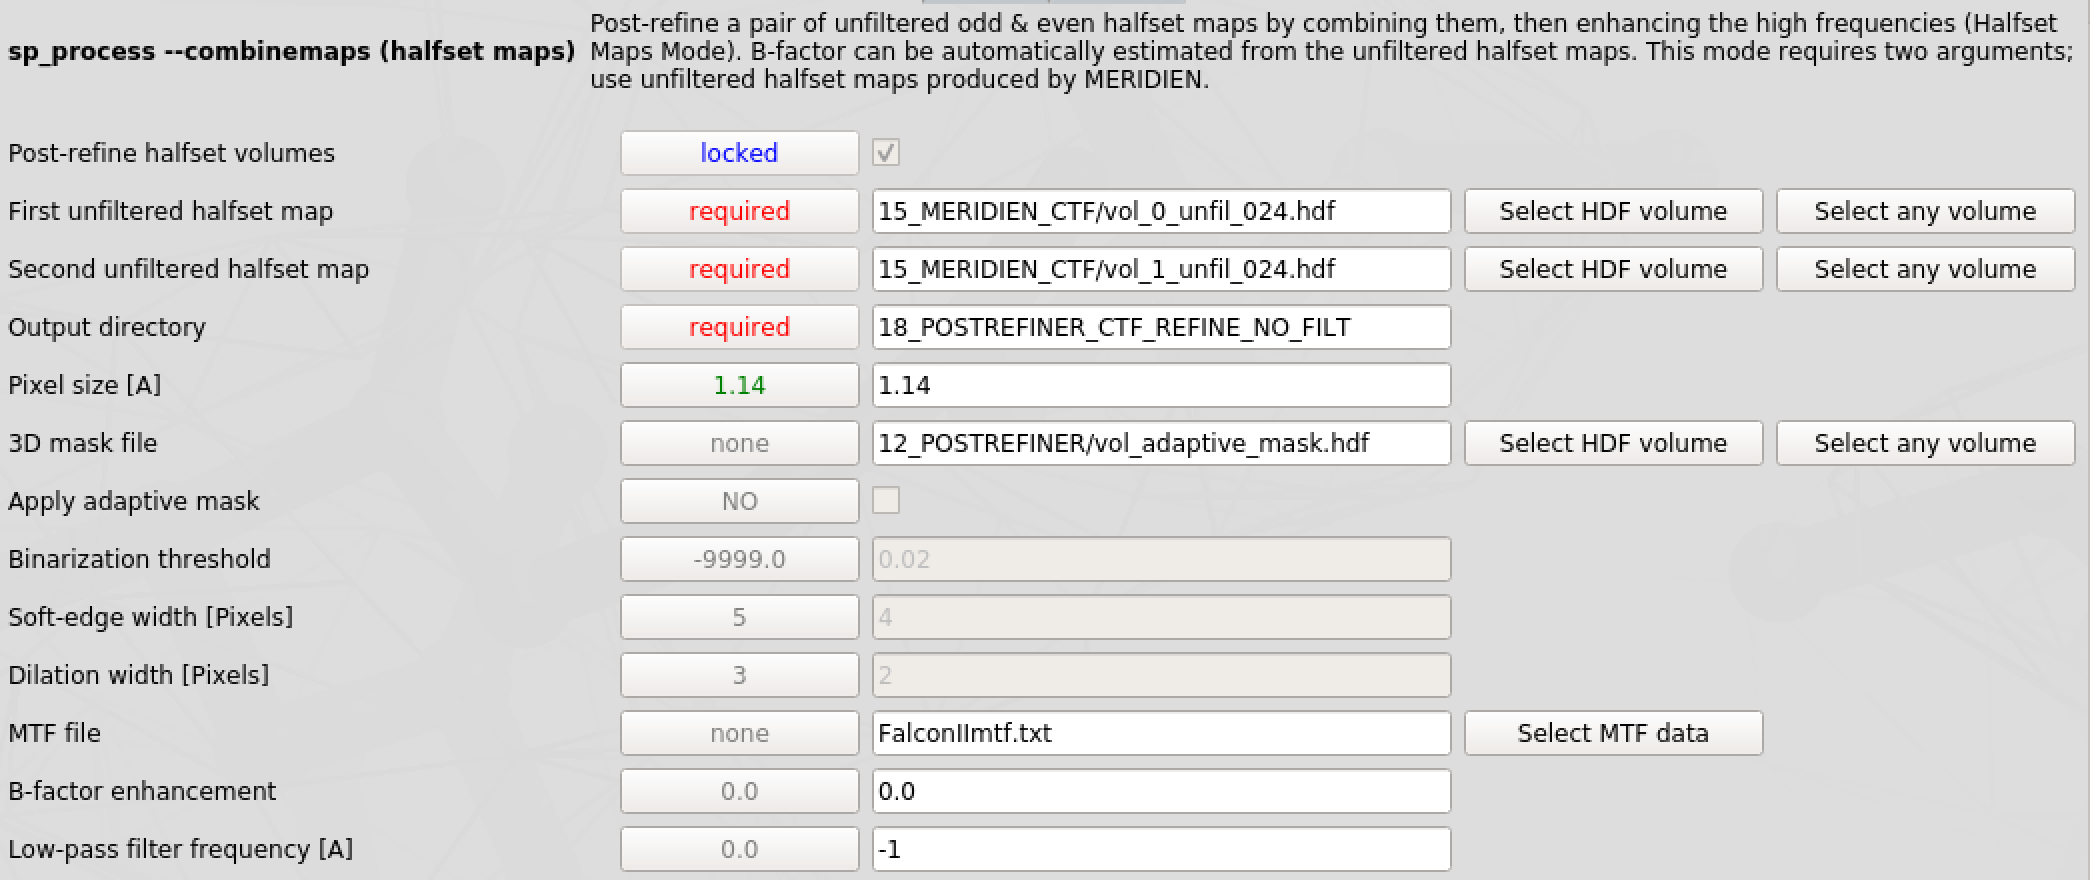 sp_process --combinemaps (halfset maps)
Post-refine a pair of unfiltered odd & even halfset maps by combining them, then enhancing the high frequencies (Halfset
Maps Mode). B-factor can be automatically estimated from the unfiltered halfset maps. This mode requires two arguments;
use unfiltered halfset maps produced by MERIDIEN.
Post-refine halfset volumes locked
First unfiltered halfset map required 15_MERIDIEN_CTF/vol_0_unfil_024.hdf Select HDF volume Select any volume
Second unfiltered halfset map required 15_MERIDIEN_CTF/vol_1_unfil_024.hdf Select HDF volume Select any volume
Output directory required 18_POSTREFINER_CTF_REFINE_NO_FILT
Pixel size [A] 1.14 1.14
3D mask file none 12_POSTREFINER/vol_adaptive_mask.hdf Select HDF volume Select any volume
Apply adaptive mask NO
Binarization threshold -9999.0 0.02
Soft-edge width [Pixels] 5 4
Dilation width [Pixels] 3 2
MTF file none FalconIImtf.txt Select MTF data
B-factor enhancement 0.0 0.0
Low-pass filter frequency [A] 0.0 -1